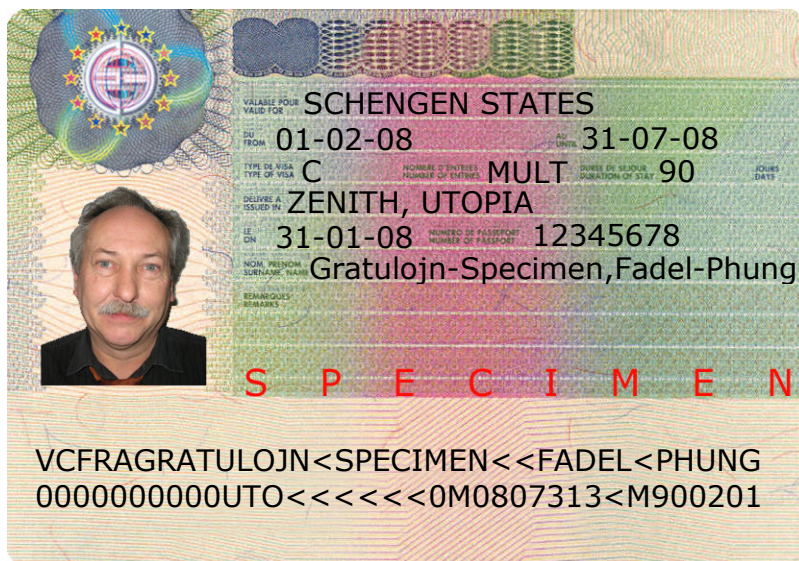 VALABLE POUR
VALID FOR SCHENGEN STATES
DU
FROM 01-02-08 AU
UNTIL 31-07-08
TYPE DE VISA
TYPE OF VISA C NOMBRE D'ENTREES
NUMBER OF ENTRIES MULT DUREE DE SEJOUR
DURATION OF STAY 90 JOURS
DAYS
DELIVRE A
ISSUED IN ZENITH, UTOPIA
LE
ON 31-01-08 NUMERO DE PASSEPORT
NUMBER OF PASSPORT 12345678
NOM, PRENOM
SURNAME, NAME Gratulojn-Specimen,Fadel-Phung
REMARQUES
REMARKS
S P E C I M E N
VCFRAGRATULOJN<SPECIMEN<<FADEL<PHUNG
0000000000UTO<<<<<<0M0807313<M900201